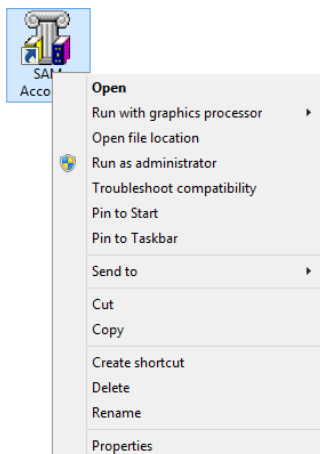 SAM
Acco
Open
Run with graphics processor
Open file location
Run as administrator
Troubleshoot compatibility
Pin to Start
Pin to Taskbar
Send to
Cut
Copy
Create shortcut
Delete
Rename
Properties